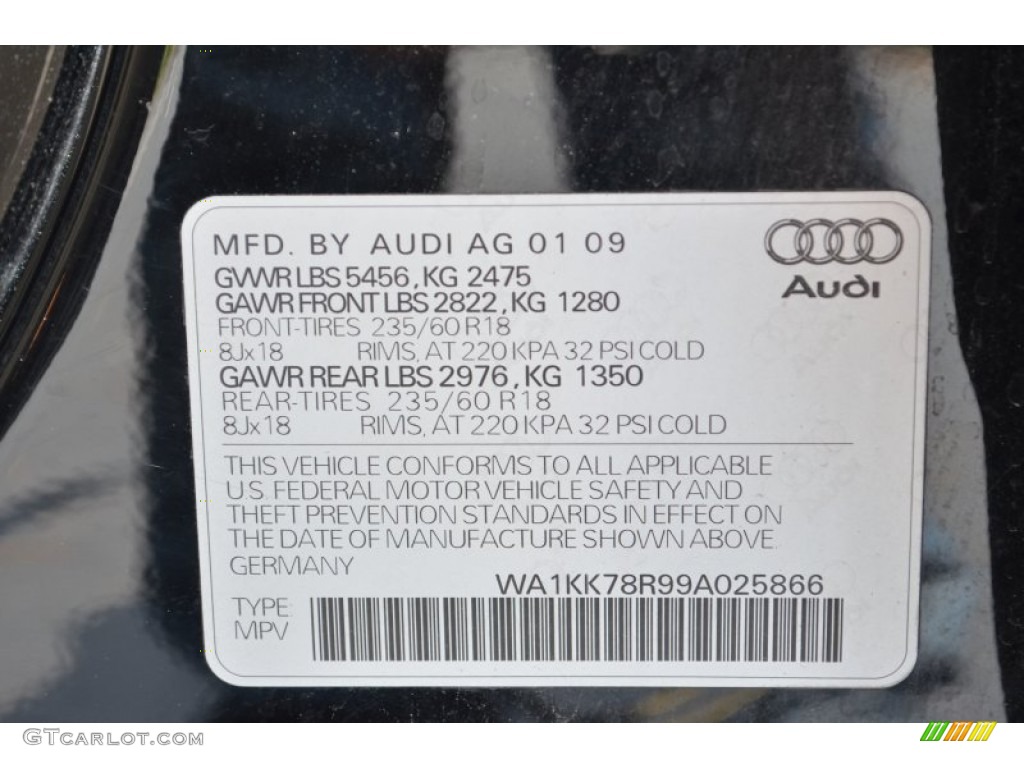 MFD. BY AUDI AG 01 09
GVWR LBS 5456, KG 2475
GAWR FRONT LBS 2822, KG 1280
FRONT-TIRES 235/60 R18
8Jx18 RIMS, AT 220 KPA 32 PSI COLD
GAWR REAR LBS 2976, KG 1350
REAR-TIRES 235/60 R18
8Jx18 RIMS, AT 220 KPA 32 PSI COLD
Audi
THIS VEHICLE CONFORMS TO ALL APPLICABLE
U.S. FEDERAL MOTOR VEHICLE SAFETY AND
THEFT PREVENTION STANDARDS IN EFFECT ON
THE DATE OF MANUFACTURE SHOWN ABOVE.
GERMANY
WA1KK78R99A025866
TYPE:
MPV
GTCARLOT.COM